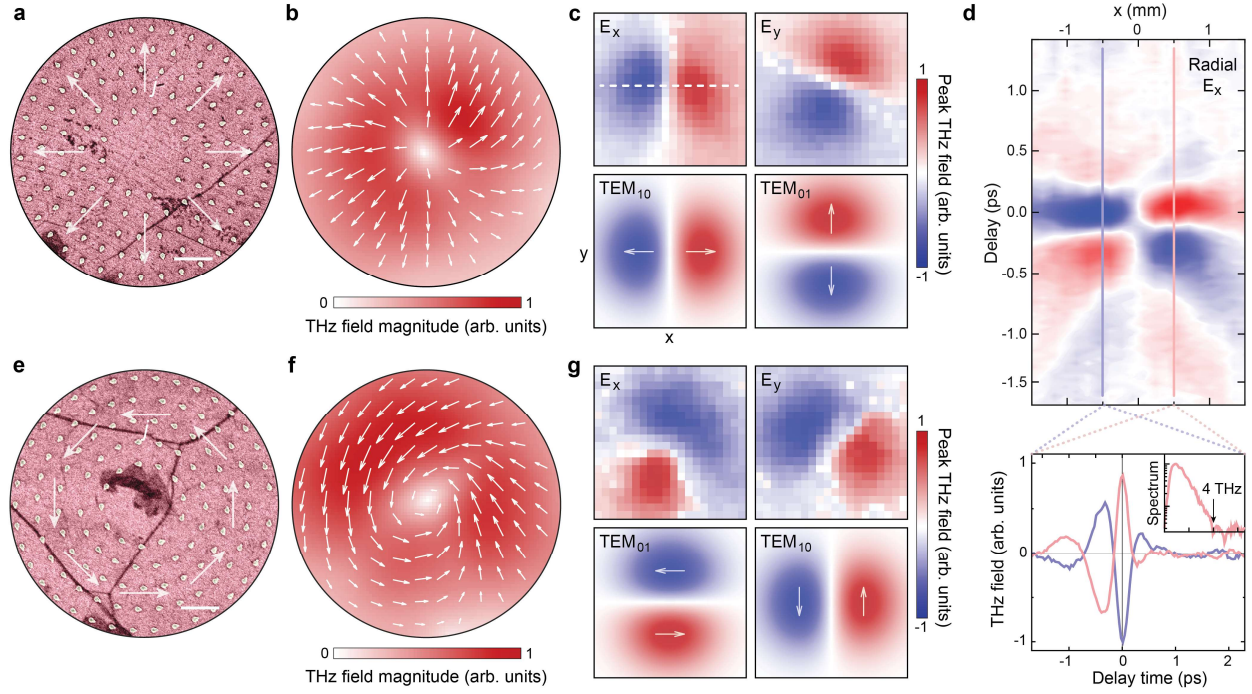 a
b
0 1
THz field magnitude (arb. units)
c
Ex
Ey
TEM10
TEM01
y
x
1
Peak THz field (arb. units)
-1
d
x (mm)
-1 0 1
Radial
Ex
Delay (ps)
1.0
0.5
0.0
-0.5
-1.0
-1.5
THz field (arb. units)
1
0
-1
Spectrum
4 THz
-1 0 1 2
Delay time (ps)
e
f
0 1
THz field magnitude (arb. units)
g
Ex
Ey
TEM01
TEM10
1
Peak THz field (arb. units)
-1